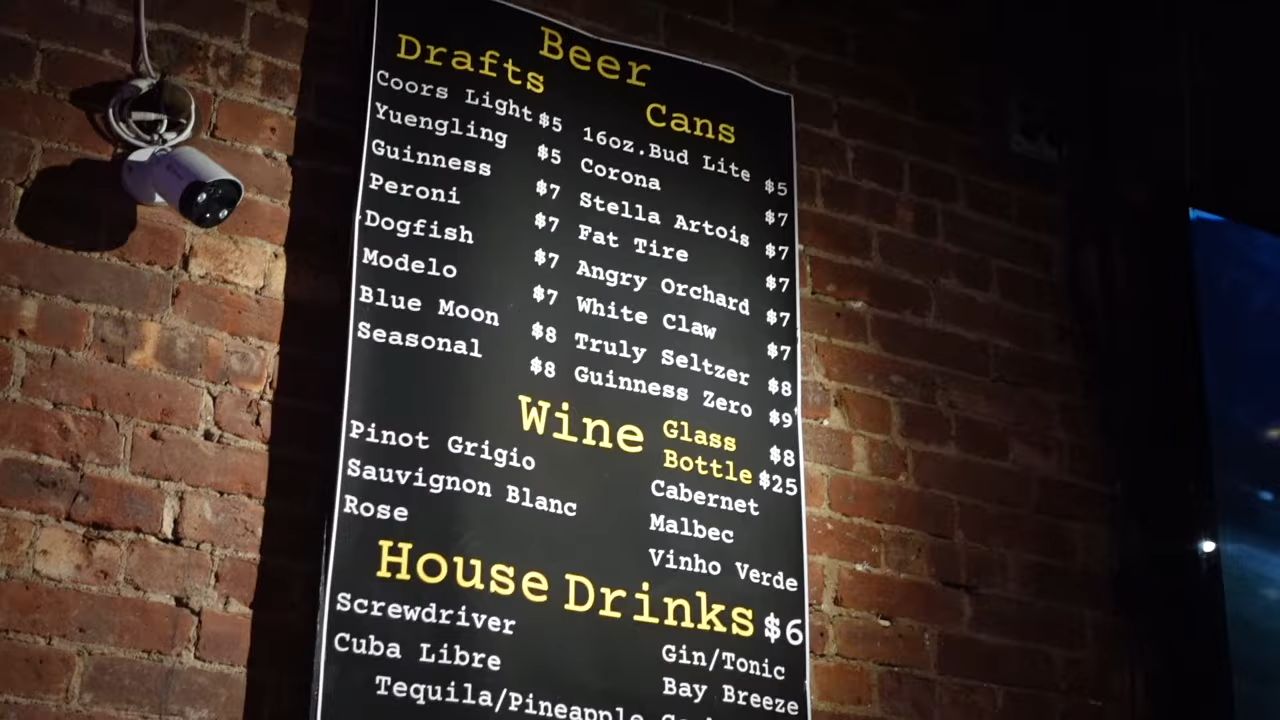 Beer
Drafts
Coors Light $5
Yuengling $5
Guinness $7
Peroni $7
Dogfish $7
Modelo $7
Blue Moon $8
Seasonal $8
Cans
16oz.Bud Lite $5
Corona $7
Stella Artois $7
Fat Tire $7
Angry Orchard $7
White Claw $7
Truly Seltzer $8
Guinness Zero $9
Wine
Glass $8
Bottle $25
Pinot Grigio
Sauvignon Blanc
Rose
Cabernet
Malbec
Vinho Verde
House Drinks $6
Screwdriver
Cuba Libre
Tequila/Pineapple
Gin/Tonic
Bay Breeze